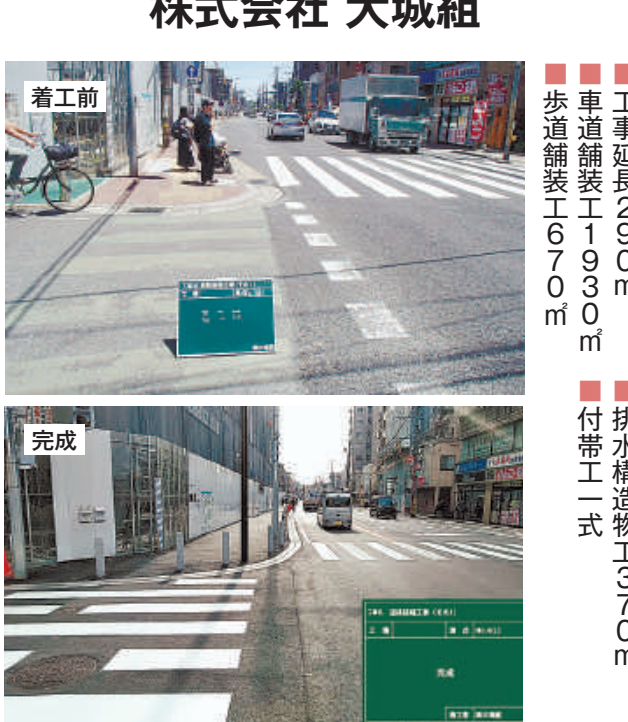 株式会社 大城組
着工前
工事延長290m
車道舗装工1930㎡
歩道舗装工670㎡
完成
排水構造物工370m
付帯工一式
完成